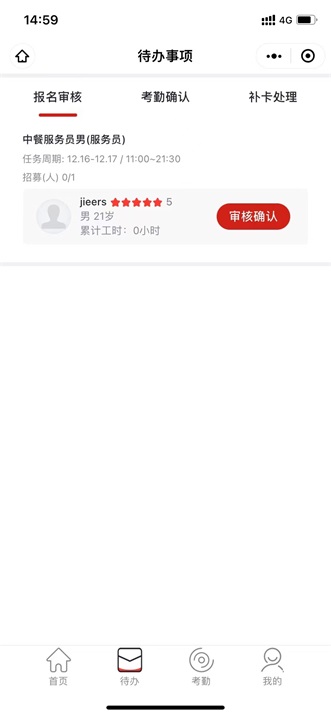 14:59
4G
待办事项
报名审核 考勤确认 补卡处理
中餐服务员男(服务员)
任务周期: 12.16-12.17 / 11:00~21:30
招募(人) 0/1
jieers 5
男 21岁
累计工时：0小时
审核确认
首页 待办 考勤 我的